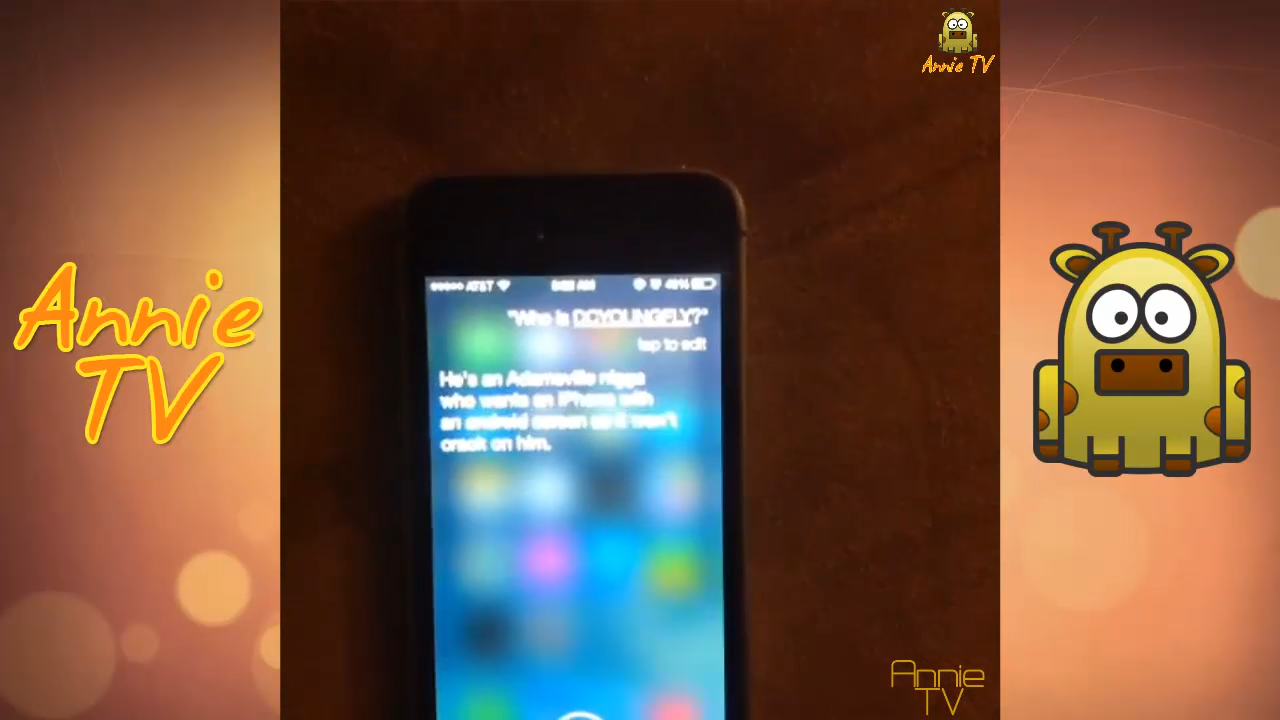 Annie TV
Annie
TV
AT&T
"Who is DCYOUNGFLY?"
tap to edit
He's an Adamsville nigga
who wants an iPhone with
an android screen so it won't
crack on him.
Annie
TV